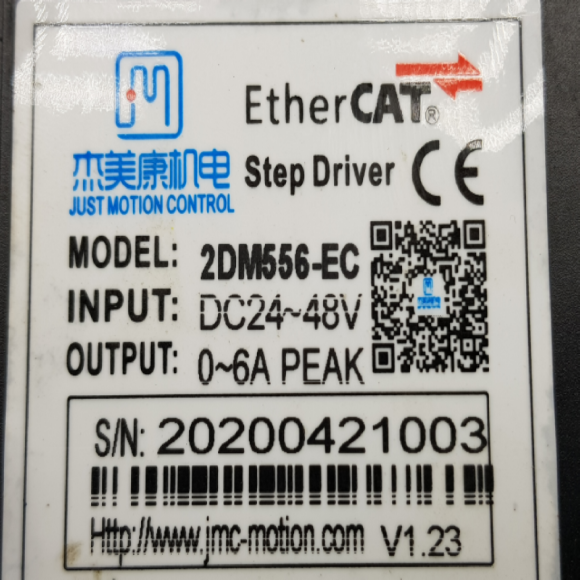 EtherCAT®
杰美康机电
JUST MOTION CONTROL
Step Driver CE
MODEL: 2DM556-EC
INPUT: DC24~48V
OUTPUT: 0~6A PEAK
S/N: 20200421003
Http://www.jmc-motion.com V1.23